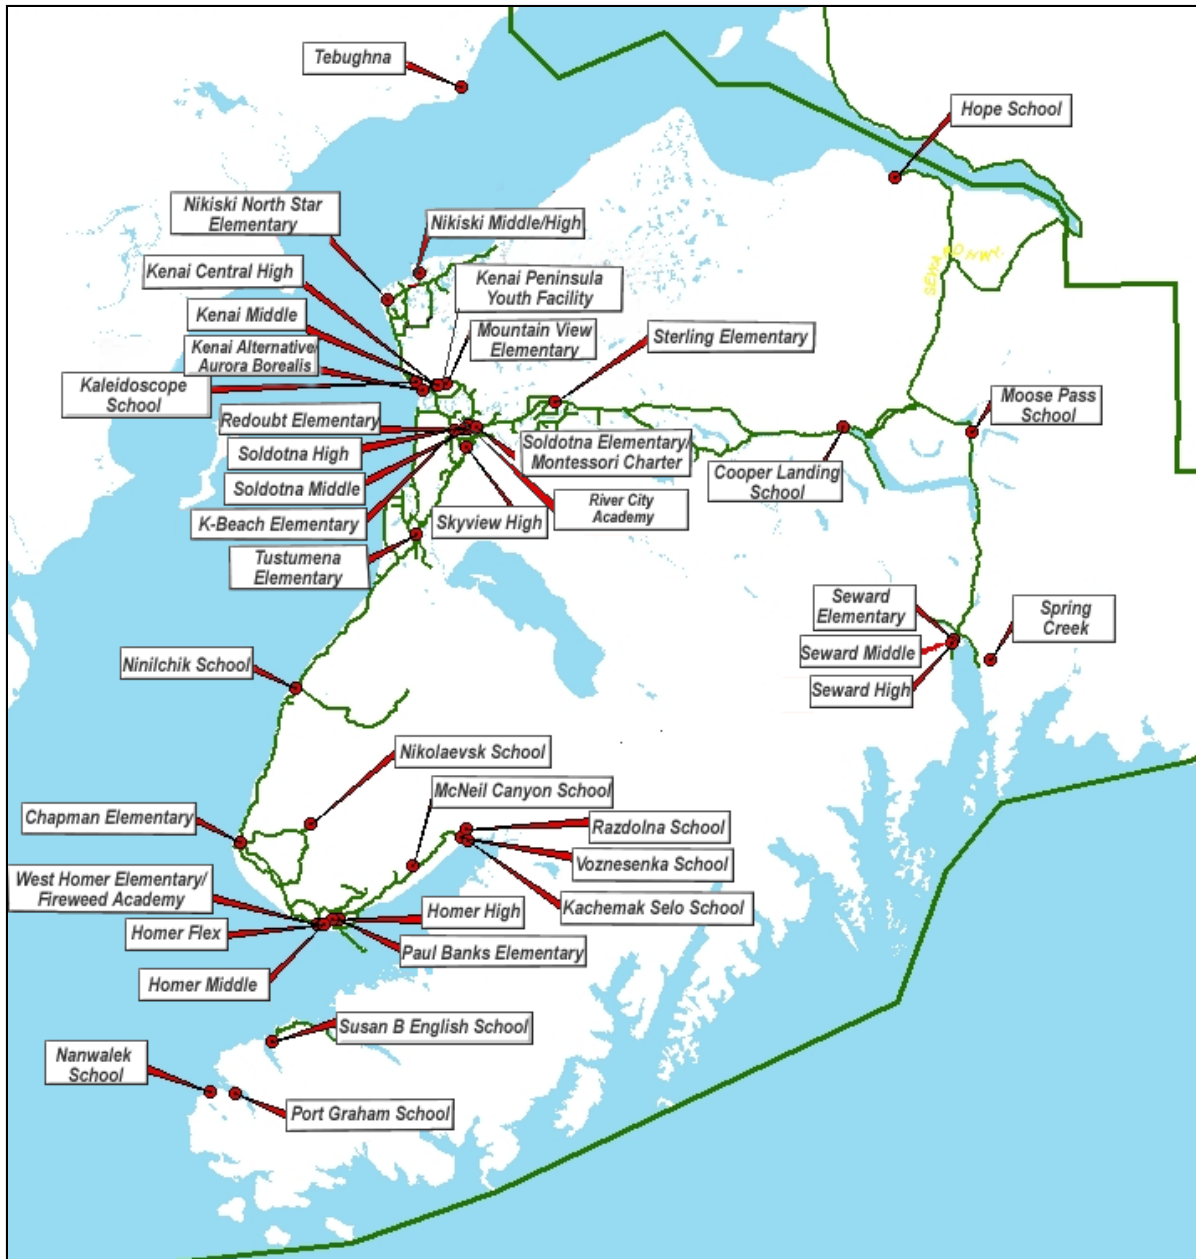 Tebughna
Hope School
Nikiski North Star
Elementary
Nikiski Middle/High
Kenai Central High
Kenai Peninsula
Youth Facility
Kenai Middle
Mountain View
Elementary
Sterling Elementary
Kenai Alternative/
Aurora Borealis
Kaleidoscope
School
SEWARD HWY.
Moose Pass
School
Redoubt Elementary
Soldotna High
Soldotna Elementary/
Montessori Charter
Cooper Landing
School
Soldotna Middle
K-Beach Elementary
Skyview High
River City
Academy
Tustumena
Elementary
Seward
Elementary
Spring
Creek
Seward Middle
Seward High
Ninilchik School
Nikolaevsk School
McNeil Canyon School
Chapman Elementary
Razdolna School
Voznesenka School
West Homer Elementary/
Fireweed Academy
Kachemak Selo School
Homer High
Homer Flex
Paul Banks Elementary
Homer Middle
Susan B English School
Nanwalek
School
Port Graham School